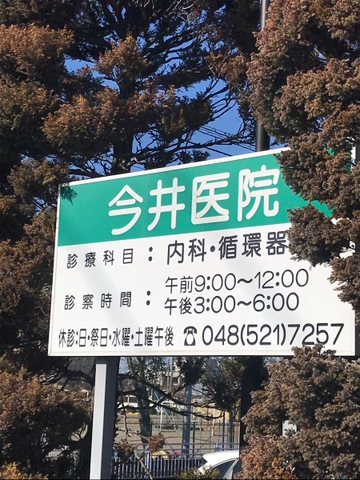 今井医院
診療科目：内科・循環器
診察時間：午前9:00～12:00
午後3:00～6:00
休診：日・祭日・水曜・土曜午後 ☎048(521)7257